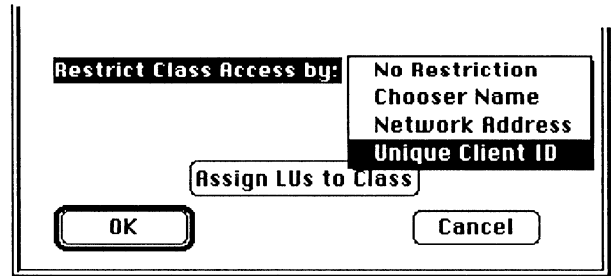 Restrict Class Access by:
No Restriction
Chooser Name
Network Address
Unique Client ID
Assign LUs to Class
OK
Cancel